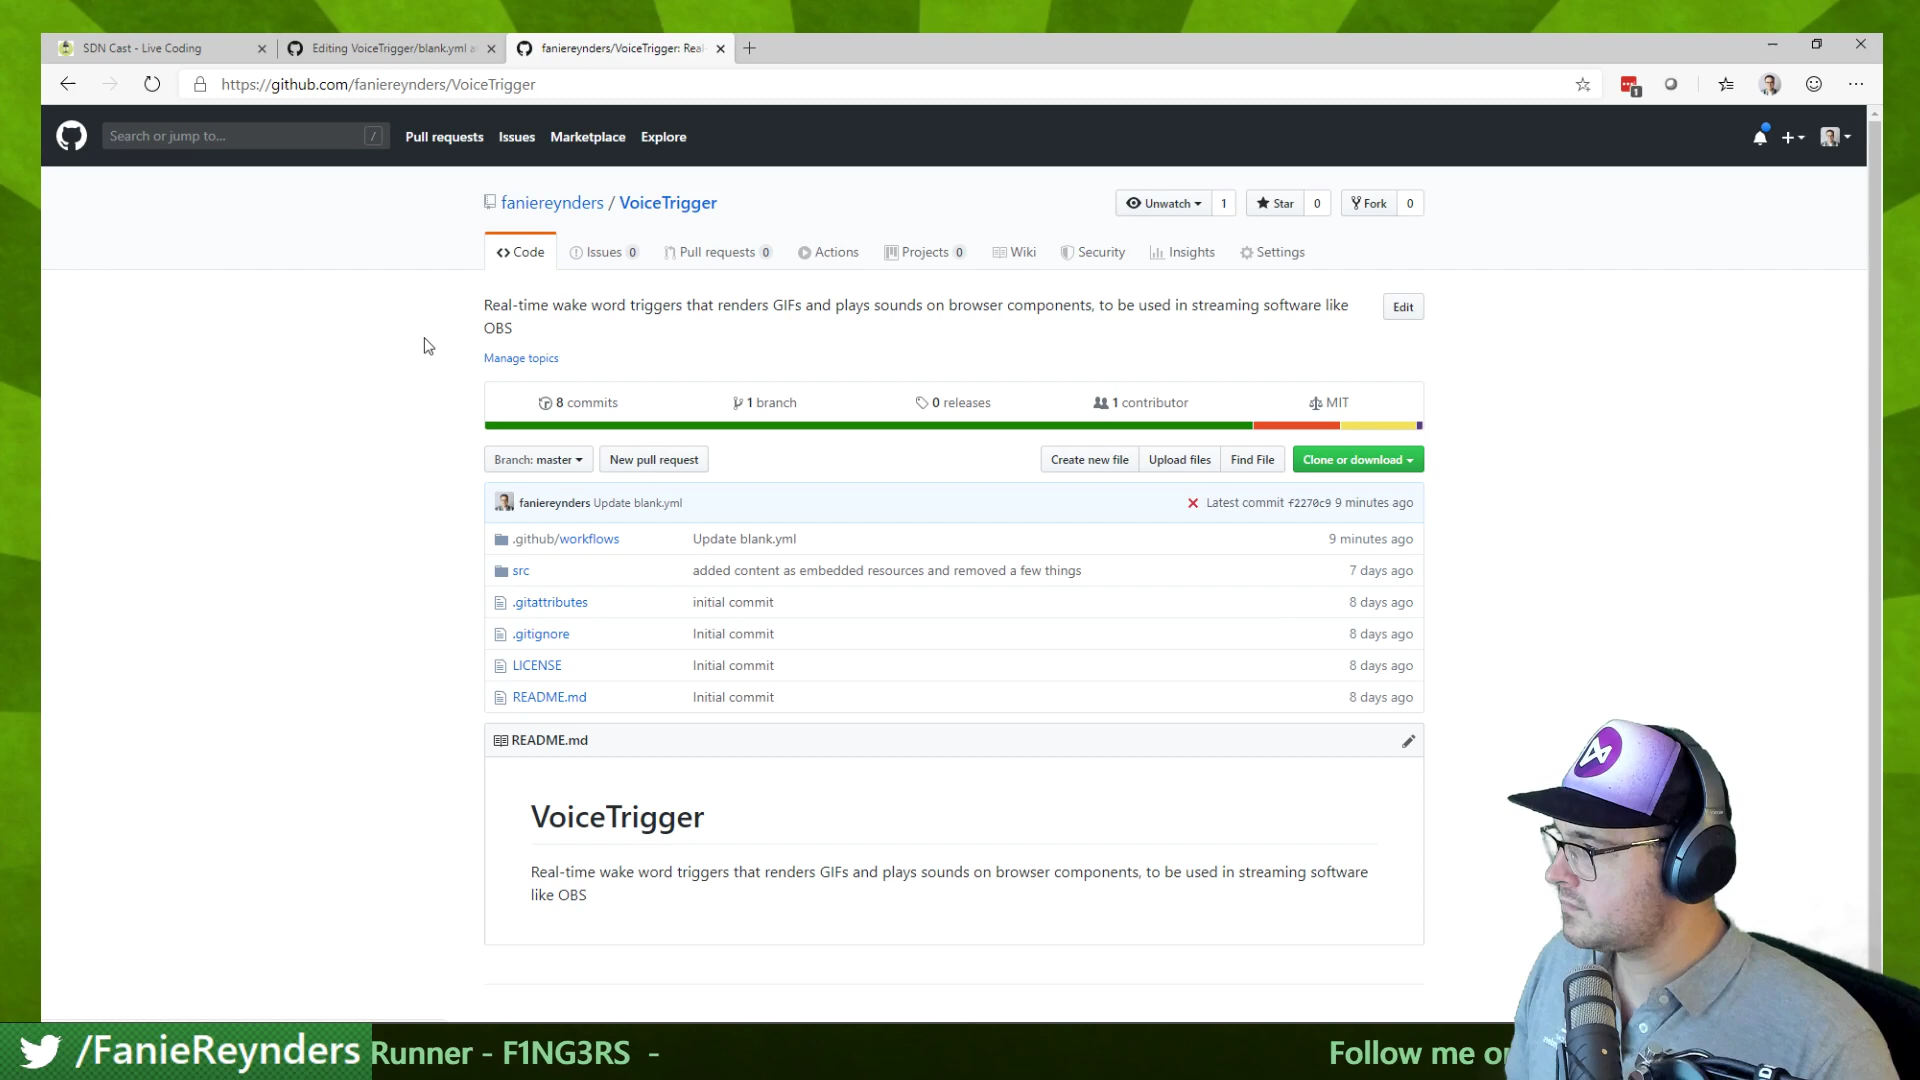 SDN Cast - Live Coding
Editing VoiceTrigger/blank.yml a
faniereynders/VoiceTrigger: Real-
https://github.com/faniereynders/VoiceTrigger
1
Search or jump to... /
Pull requests Issues Marketplace Explore
faniereynders / VoiceTrigger
Unwatch 1 Star 0 Fork 0
Code Issues 0 Pull requests 0 Actions Projects 0 Wiki Security Insights Settings
Real-time wake word triggers that renders GIFs and plays sounds on browser components, to be used in streaming software like
OBS
Edit
Manage topics
8 commits 1 branch 0 releases 1 contributor MIT
Branch: master New pull request Create new file Upload files Find File Clone or download
faniereynders Update blank.yml Latest commit f2270c9 9 minutes ago
.github/workflows Update blank.yml 9 minutes ago
src added content as embedded resources and removed a few things 7 days ago
.gitattributes initial commit 8 days ago
.gitignore Initial commit 8 days ago
LICENSE Initial commit 8 days ago
README.md Initial commit 8 days ago
README.md
VoiceTrigger
Real-time wake word triggers that renders GIFs and plays sounds on browser components, to be used in streaming software
like OBS
/FanieReynders Runner - F1NG3RS - Follow me o